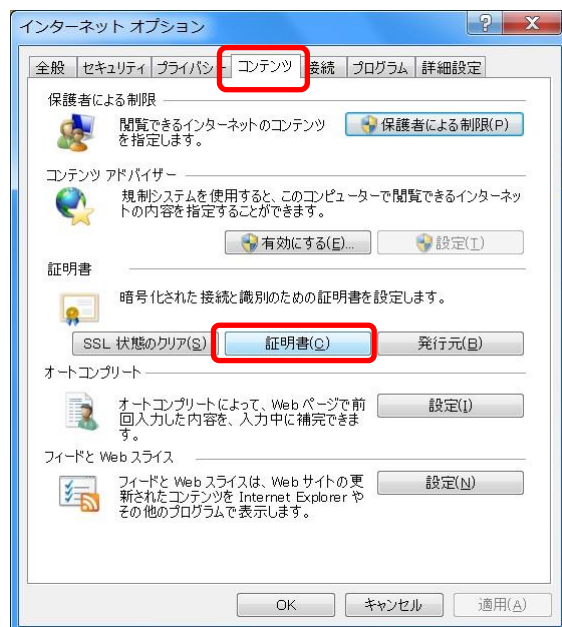 インターネット オプション
全般 セキュリティ プライバシー コンテンツ 接続 プログラム 詳細設定
保護者による制限
閲覧できるインターネットのコンテンツ
を指定します。
保護者による制限(P)
コンテンツ アドバイザー
規制システムを使用すると、このコンピューターで閲覧できるインターネッ
トの内容を指定することができます。
有効にする(E)... 設定(T)
証明書
暗号化された接続と識別のための証明書を設定します。
SSL 状態のクリア(S) 証明書(C) 発行元(B)
オートコンプリート
オートコンプリートによって、Web ページで前
回入力した内容を、入力中に補完できま
す。
設定(I)
フィードと Web スライス
フィードと Web スライスは、Web サイトの更
新されたコンテンツを Internet Explorer や
その他のプログラムで表示します。
設定(N)
OK キャンセル 適用(A)